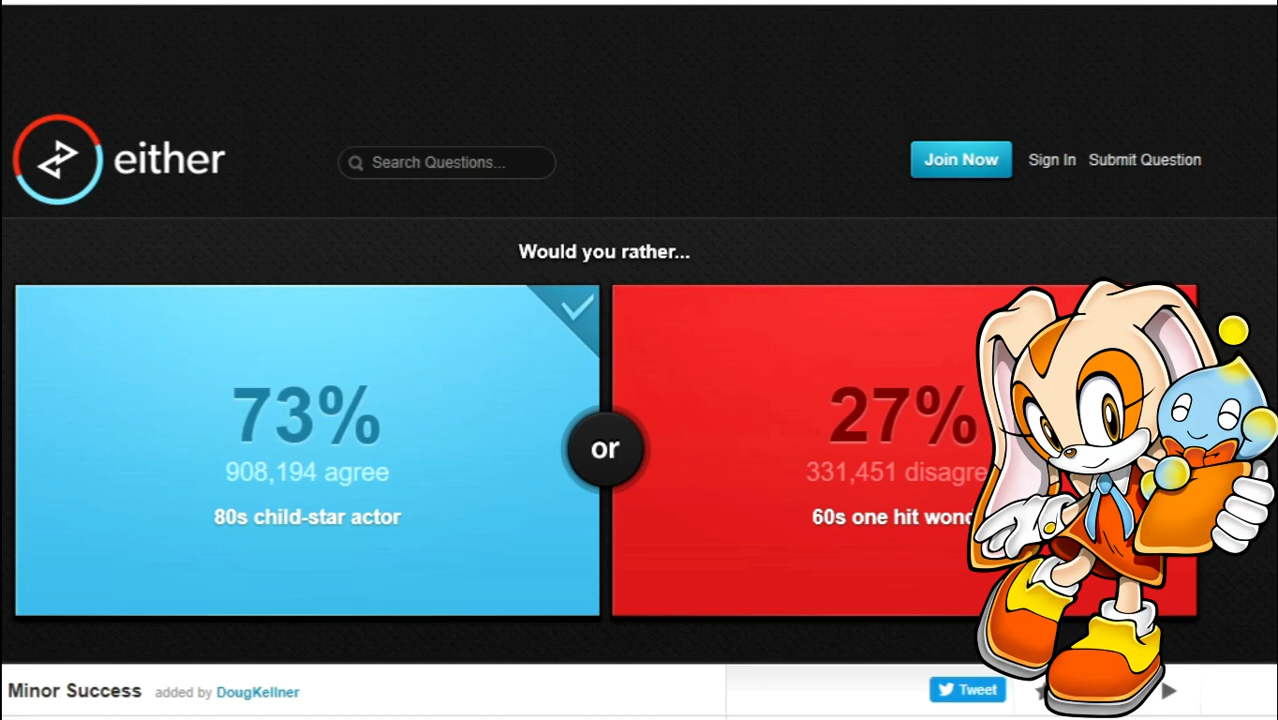 either
Search Questions...
Join Now
Sign In
Submit Question
Would you rather...
73%
908,194 agree
80s child-star actor
or
27%
331,451
60s one hit
Minor Success
added by DougKellner
Tweet